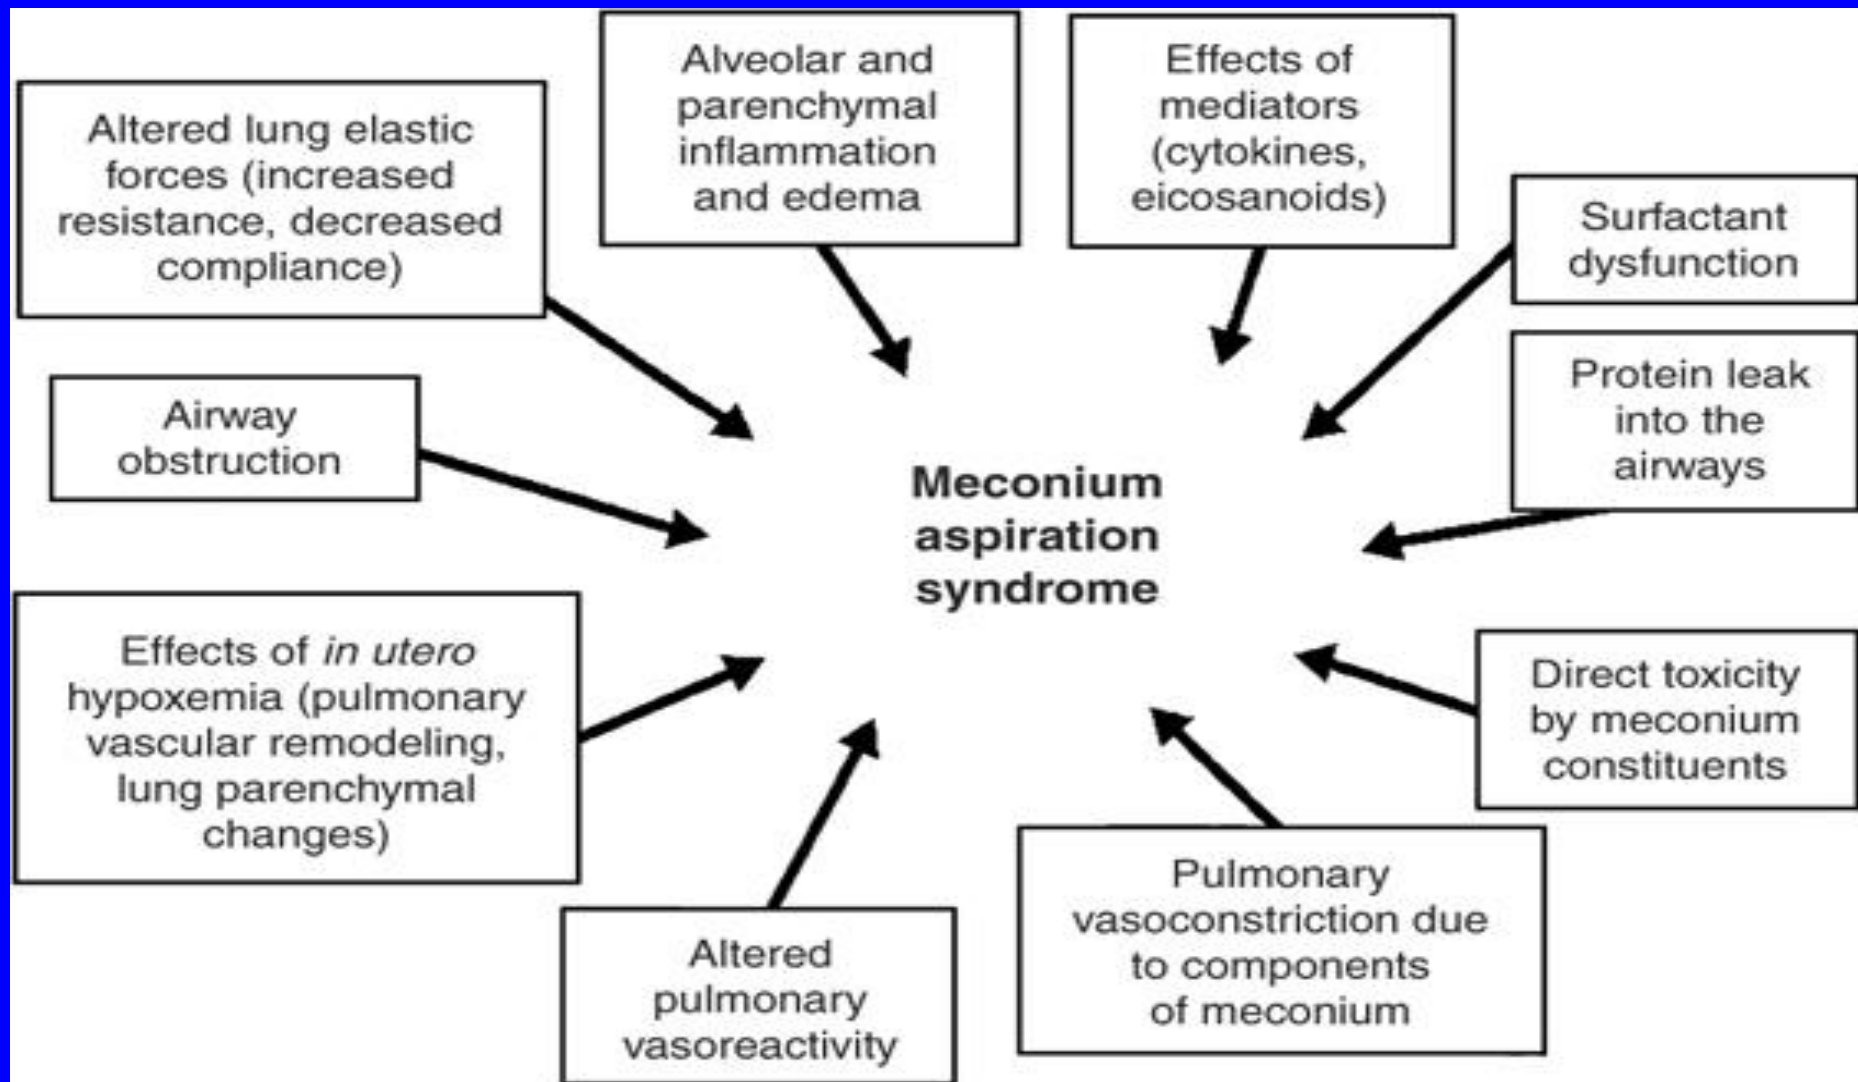 Altered lung elastic
forces (increased
resistance, decreased
compliance)
Alveolar and
parenchymal
inflammation
and edema
Effects of
mediators
(cytokines,
eicosanoids)
Surfactant
dysfunction
Protein leak
into the
airways
Airway
obstruction
Meconium
aspiration
syndrome
Effects of in utero
hypoxemia (pulmonary
vascular remodeling,
lung parenchymal
changes)
Direct toxicity
by meconium
constituents
Altered
pulmonary
vasoreactivity
Pulmonary
vasoconstriction due
to components
of meconium